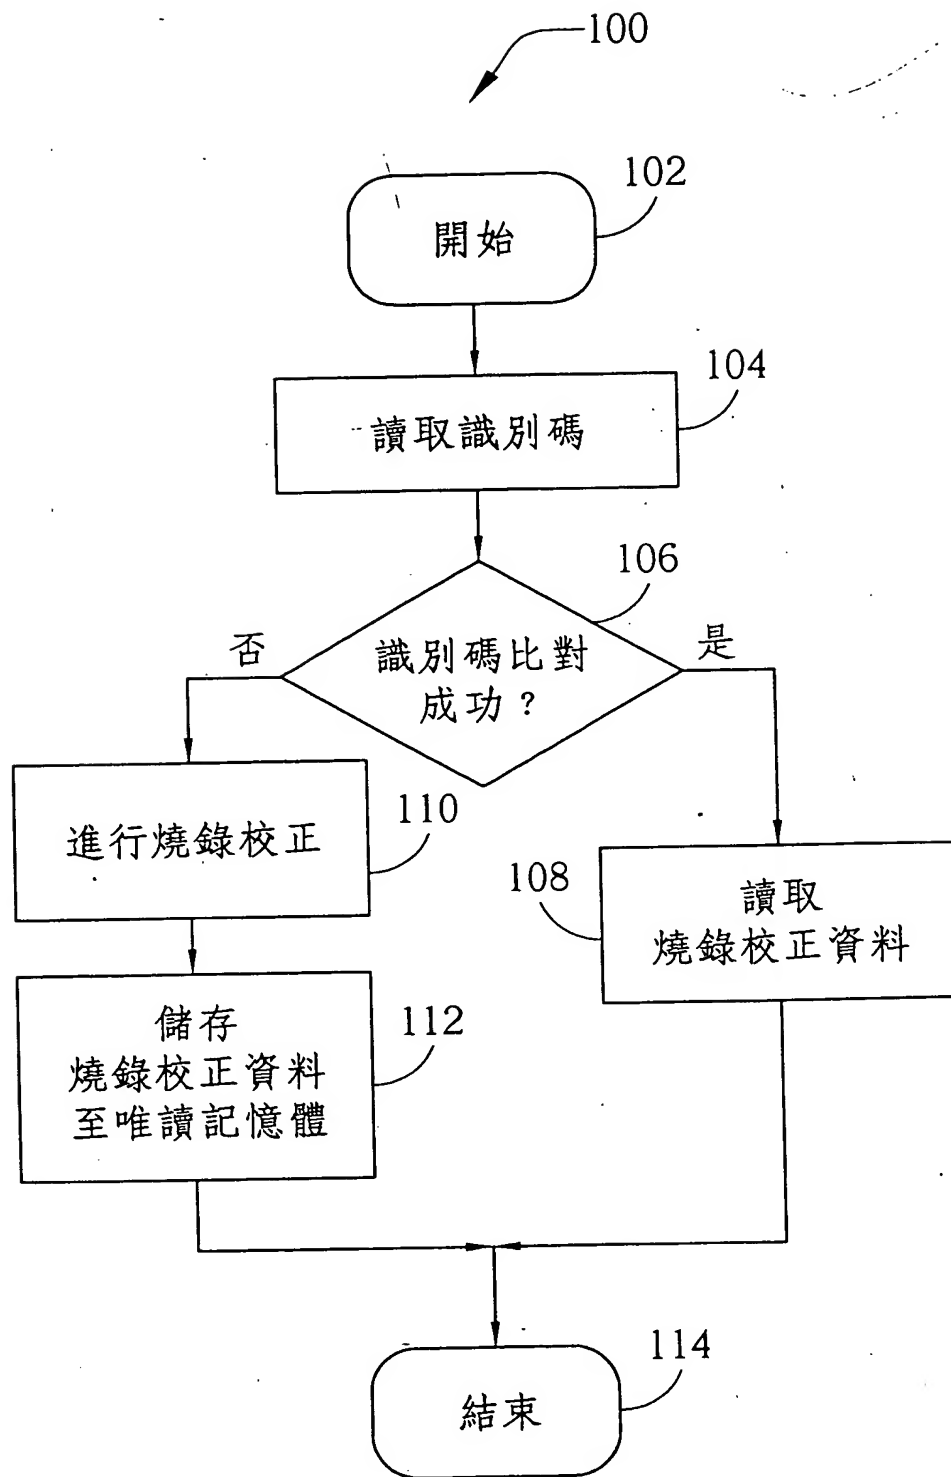 100
102
開始
104
讀取識別碼
106
否
是
識別碼比對
成功？
110
進行燒錄校正
108
讀取
燒錄校正資料
112
儲存
燒錄校正資料
至唯讀記憶體
114
結束